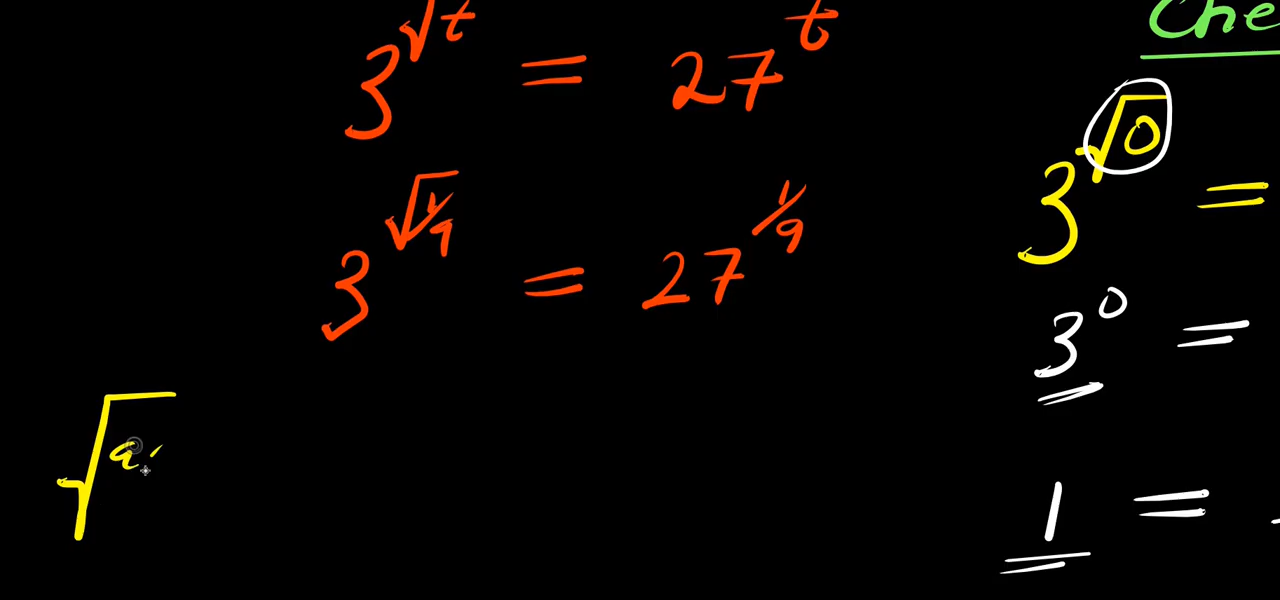 3^√t = 27^t
3^√(1/9) = 27^(1/9)
√a
Che
3^√0 =
3^0 =
1 =